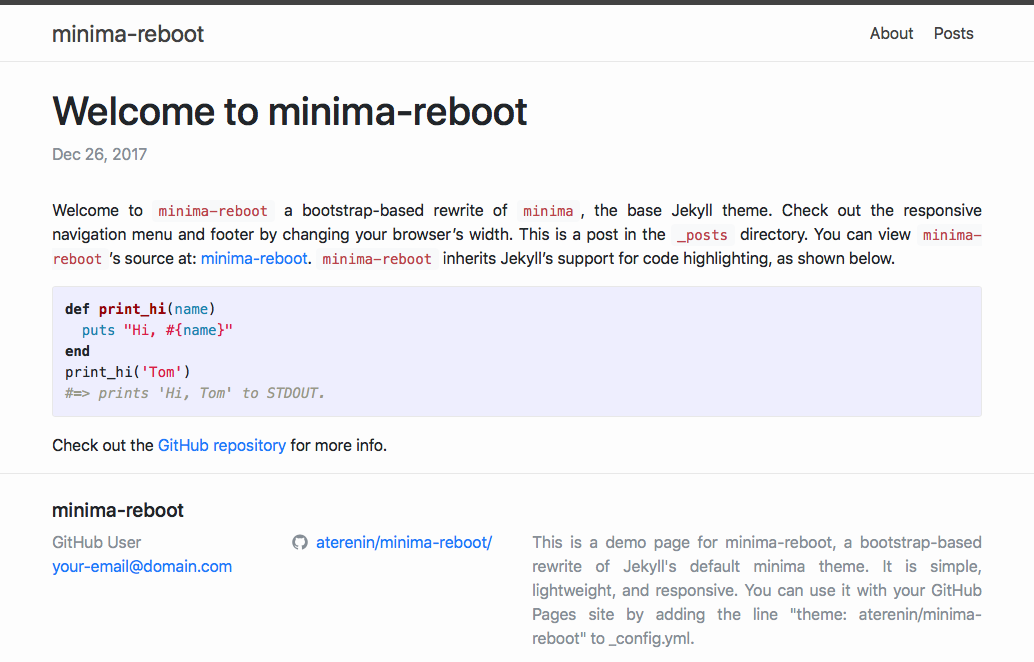 minima-reboot
About Posts
Welcome to minima-reboot
Dec 26, 2017
Welcome to minima-reboot a bootstrap-based rewrite of minima , the base Jekyll theme. Check out the responsive
navigation menu and footer by changing your browser’s width. This is a post in the _posts directory. You can view minima-
reboot ’s source at: minima-reboot. minima-reboot inherits Jekyll’s support for code highlighting, as shown below.
def print_hi(name)
  puts "Hi, #{name}"
end
print_hi('Tom')
#=> prints 'Hi, Tom' to STDOUT.
Check out the GitHub repository for more info.
minima-reboot
GitHub User
your-email@domain.com
aterenin/minima-reboot/
This is a demo page for minima-reboot, a bootstrap-based
rewrite of Jekyll's default minima theme. It is simple,
lightweight, and responsive. You can use it with your GitHub
Pages site by adding the line "theme: aterenin/minima-
reboot" to _config.yml.